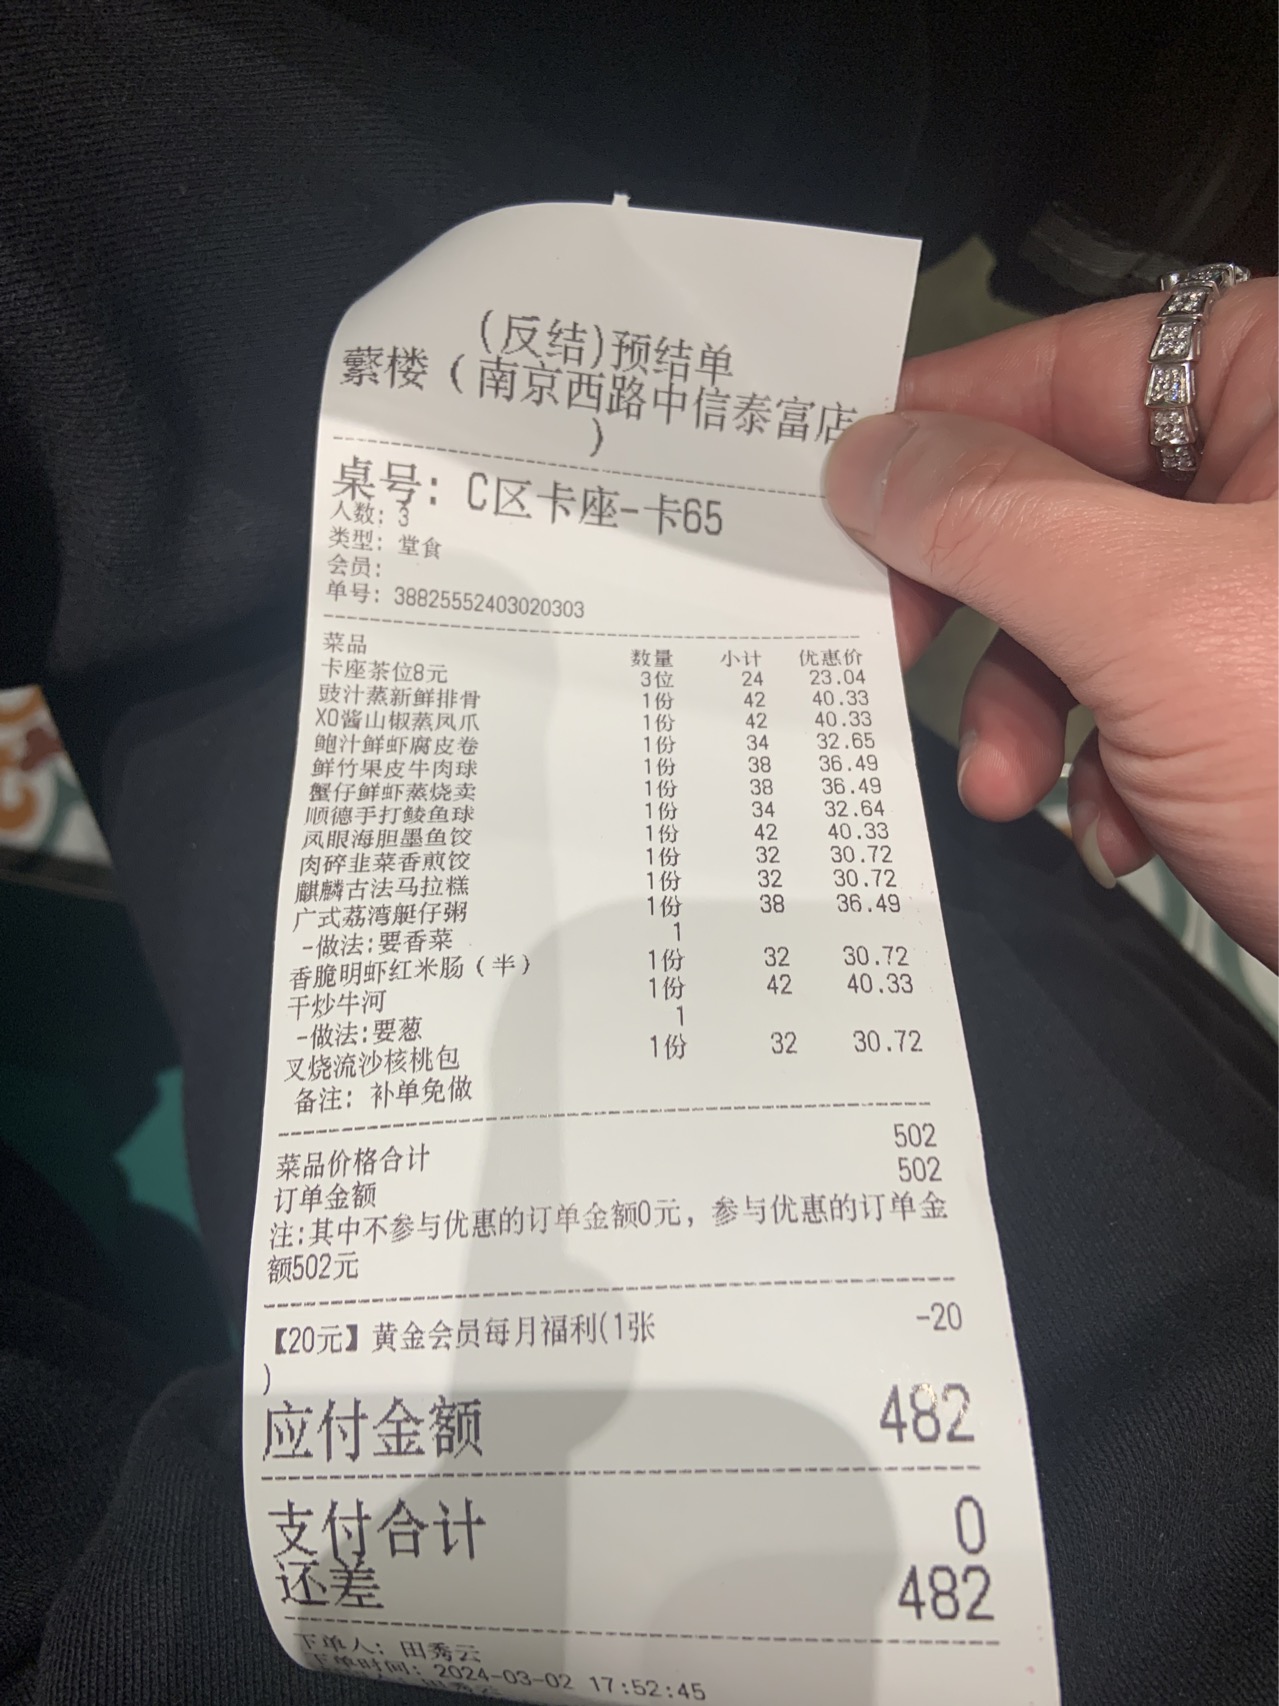 (反结)预结单
蘩楼（南京西路中信泰富店
）
桌号: C区卡座-卡65
人数: 3
类型: 堂食
会员:
单号: 38825552403020303
菜品 数量 小计 优惠价
卡座茶位8元 3位 24 23.04
豉汁蒸新鲜排骨 1份 42 40.33
XO酱山椒蒸凤爪 1份 42 40.33
鲍汁鲜虾腐皮卷 1份 34 32.65
鲜竹果皮牛肉球 1份 38 36.49
蟹仔鲜虾蒸烧卖 1份 38 36.49
顺德手打鲮鱼球 1份 34 32.64
凤眼海胆墨鱼饺 1份 42 40.33
肉碎韭菜香煎饺 1份 32 30.72
麒麟古法马拉糕 1份 32 30.72
广式荔湾艇仔粥 1份 38 36.49
-做法:要香菜 1
香脆明虾红米肠（半） 1份 32 30.72
干炒牛河 1份 42 40.33
-做法:要葱 1
叉烧流沙核桃包 1份 32 30.72
备注: 补单免做
菜品价格合计 502
订单金额 502
注:其中不参与优惠的订单金额0元，参与优惠的订单金
额502元
【20元】黄金会员每月福利(1张 -20
)
应付金额 482
支付合计 0
还差 482
下单人: 田秀云
下单时间: 2024-03-02 17:52:45